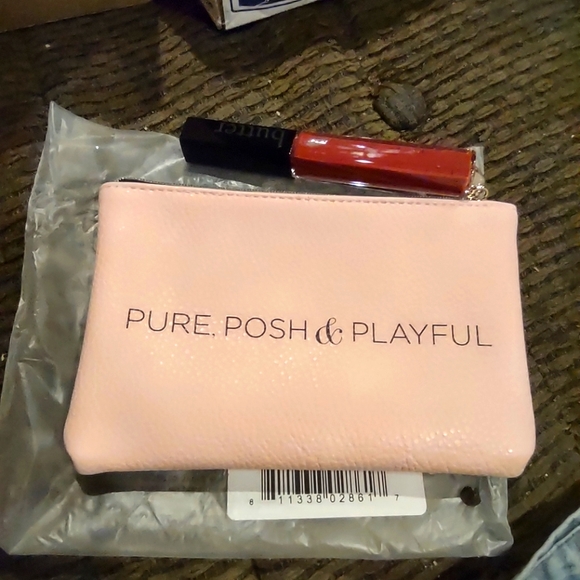 butter
PURE, POSH & PLAYFUL
6 11338 02861 7